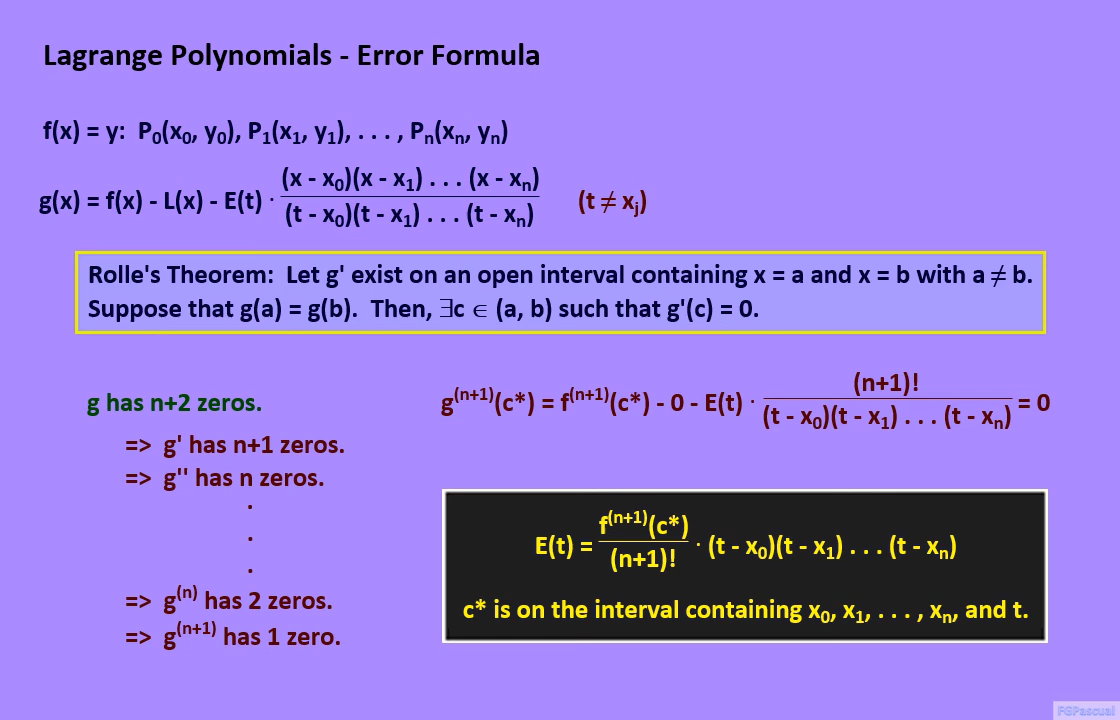 Lagrange Polynomials - Error Formula
f(x) = y:  P₀(x₀, y₀), P₁(x₁, y₁), . . . , Pₙ(xₙ, yₙ)
g(x) = f(x) - L(x) - E(t) · (x - x₀)(x - x₁) . . . (x - xₙ) / (t - x₀)(t - x₁) . . . (t - xₙ)  (t ≠ xⱼ)
Rolle's Theorem:  Let g' exist on an open interval containing x = a and x = b with a ≠ b.
Suppose that g(a) = g(b).  Then, ∃c ∈ (a, b) such that g'(c) = 0.
g has n+2 zeros.
=>  g' has n+1 zeros.
=>  g'' has n zeros.
.
.
.
=>  g⁽ⁿ⁾ has 2 zeros.
=>  g⁽ⁿ⁺¹⁾ has 1 zero.
g⁽ⁿ⁺¹⁾(c*) = f⁽ⁿ⁺¹⁾(c*) - 0 - E(t) · (n+1)! / (t - x₀)(t - x₁) . . . (t - xₙ) = 0
E(t) = f⁽ⁿ⁺¹⁾(c*) / (n+1)! · (t - x₀)(t - x₁) . . . (t - xₙ)
c* is on the interval containing x₀, x₁, . . . , xₙ, and t.
FGPascual